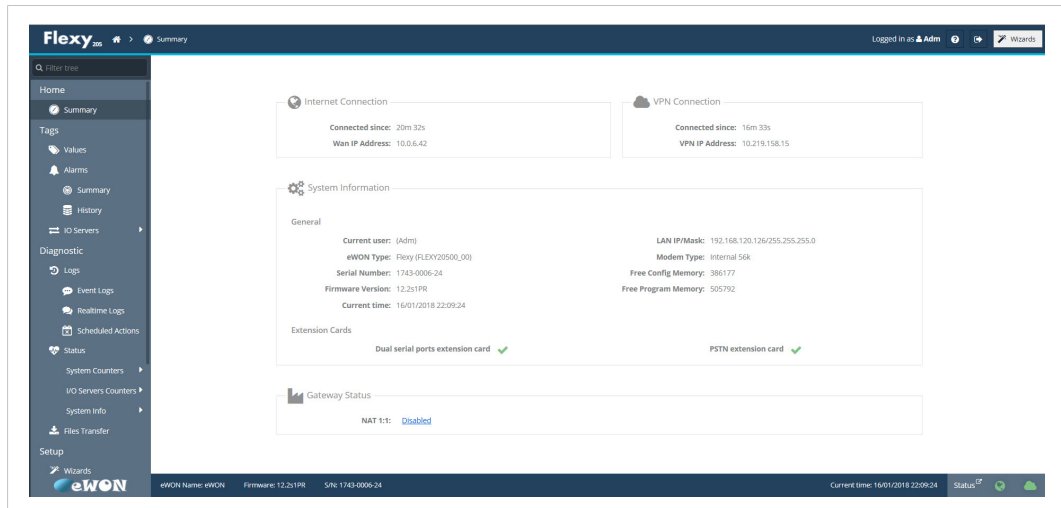 Flexy 205 > Summary Logged in as Adm Wizards
Filter tree
Home
Summary
Tags
Values
Alarms
Summary
History
IO Servers
Diagnostic
Logs
Event Logs
Realtime Logs
Scheduled Actions
Status
System Counters
I/O Servers Counters
System Info
Files Transfer
Setup
Wizards
eWON
Internet Connection
Connected since: 20m 32s
Wan IP Address: 10.0.6.42
VPN Connection
Connected since: 16m 33s
VPN IP Address: 10.219.158.15
System Information
General
Current user: (Adm)
eWON Type: Flexy (FLEXY20500_00)
Serial Number: 1743-0006-24
Firmware Version: 12.2s1PR
Current time: 16/01/2018 22:09:24
LAN IP/Mask: 192.168.120.126/255.255.255.0
Modem Type: Internal 56k
Free Config Memory: 386177
Free Program Memory: 505792
Extension Cards
Dual serial ports extension card
PSTN extension card
Gateway Status
NAT 1:1: Disabled
eWON Name: eWON Firmware: 12.2s1PR S/N: 1743-0006-24 Current time: 16/01/2018 22:09:24 Status